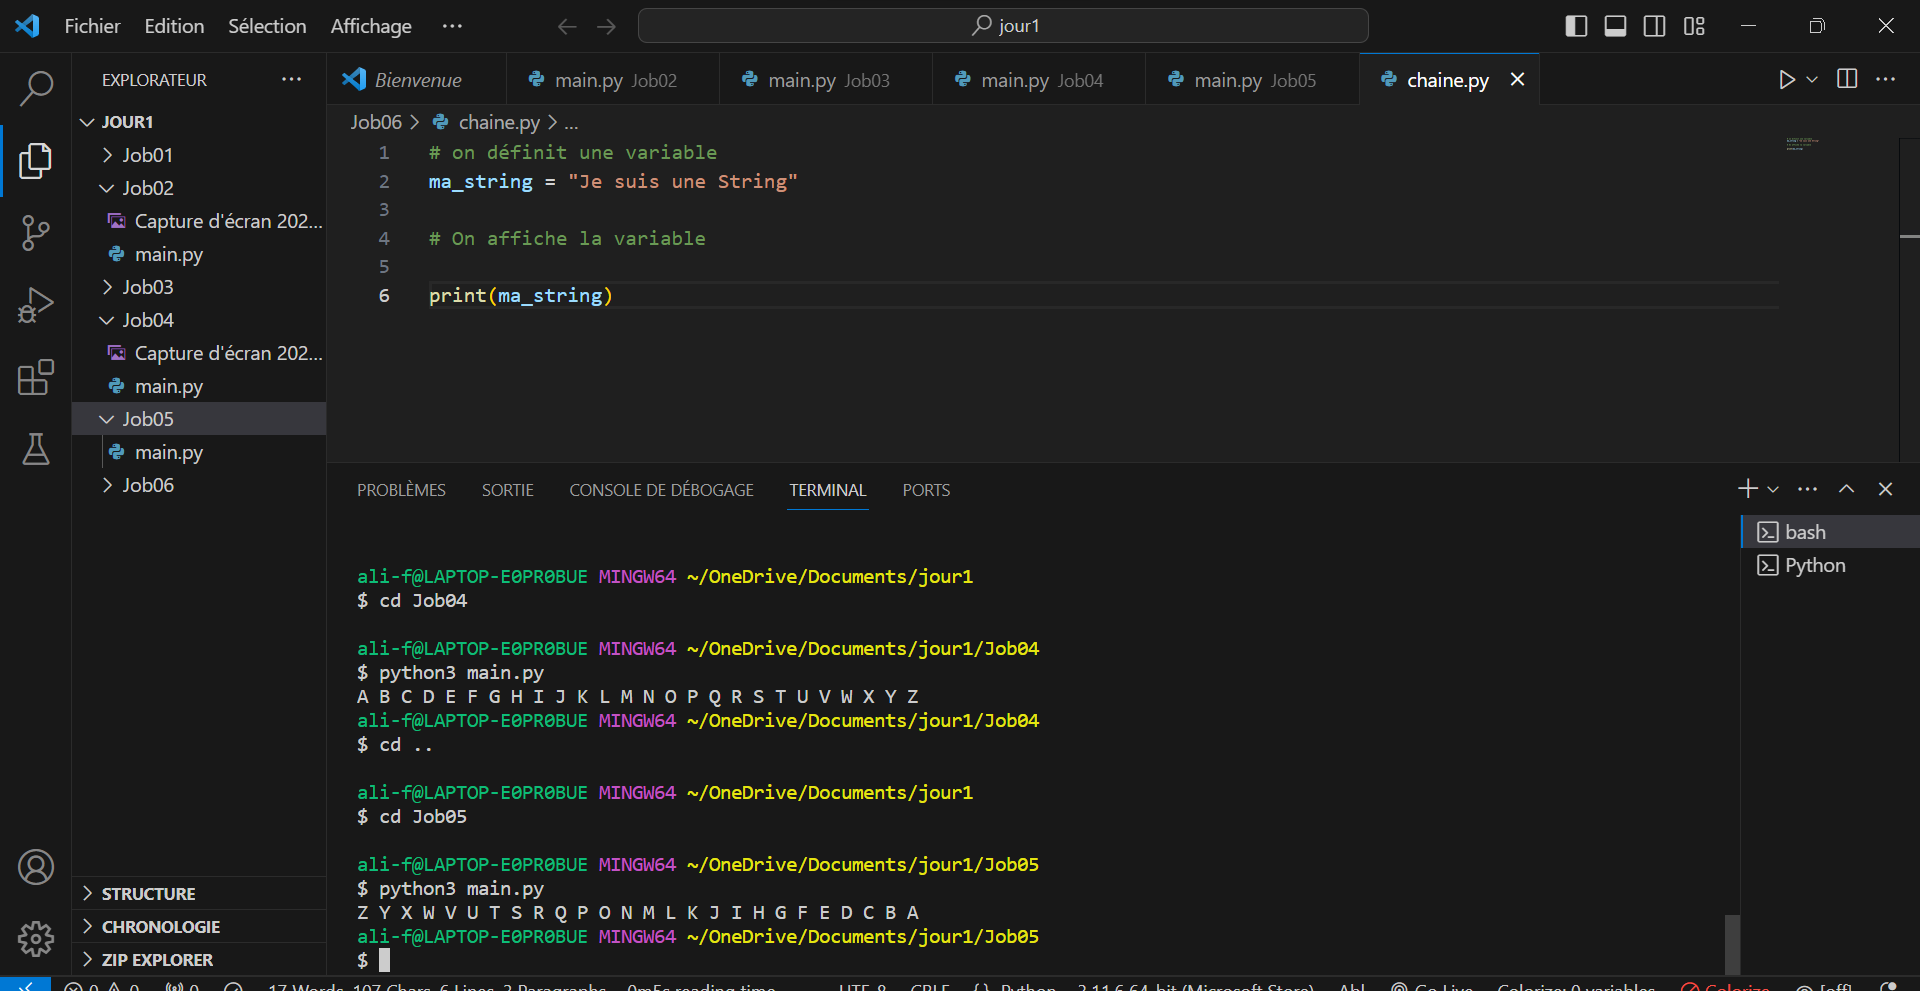 Fichier Edition Sélection Affichage ··· jour1
EXPLORATEUR ···
JOUR1
Job01
Job02
Capture d'écran 202...
main.py
Job03
Job04
Capture d'écran 202...
main.py
Job05
main.py
Job06
STRUCTURE
CHRONOLOGIE
ZIP EXPLORER
Bienvenue main.py Job02 main.py Job03 main.py Job04 main.py Job05 chaine.py
Job06 > chaine.py > ...
1 # on définit une variable
2 ma_string = "Je suis une String"
3
4 # On affiche la variable
5
6 print(ma_string)
PROBLÈMES SORTIE CONSOLE DE DÉBOGAGE TERMINAL PORTS
ali-f@LAPTOP-E0PR0BUE MINGW64 ~/OneDrive/Documents/jour1
$ cd Job04
ali-f@LAPTOP-E0PR0BUE MINGW64 ~/OneDrive/Documents/jour1/Job04
$ python3 main.py
A B C D E F G H I J K L M N O P Q R S T U V W X Y Z
ali-f@LAPTOP-E0PR0BUE MINGW64 ~/OneDrive/Documents/jour1/Job04
$ cd ..
ali-f@LAPTOP-E0PR0BUE MINGW64 ~/OneDrive/Documents/jour1
$ cd Job05
ali-f@LAPTOP-E0PR0BUE MINGW64 ~/OneDrive/Documents/jour1/Job05
$ python3 main.py
Z Y X W V U T S R Q P O N M L K J I H G F E D C B A
ali-f@LAPTOP-E0PR0BUE MINGW64 ~/OneDrive/Documents/jour1/Job05
$
bash
Python
0 0 0 17 Words, 107 Chars, 6 Lines, 3 Paragraphs 0m5s reading time UTF-8 CRLF {} Python 3.11.6 64-bit (Microsoft Store) Go Live Colorize: 0 variables Colorize